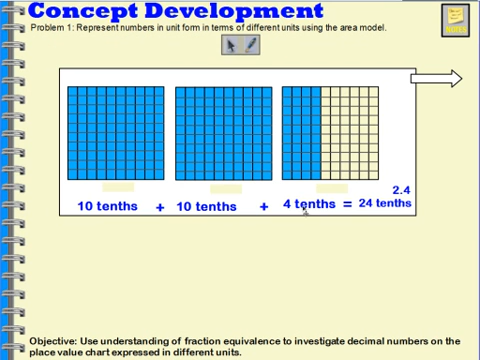 Concept Development
Problem 1: Represent numbers in unit form in terms of different units using the area model.
NOTES
2.4
10 tenths + 10 tenths + 4 tenths = 24 tenths
Objective: Use understanding of fraction equivalence to investigate decimal numbers on the
place value chart expressed in different units.